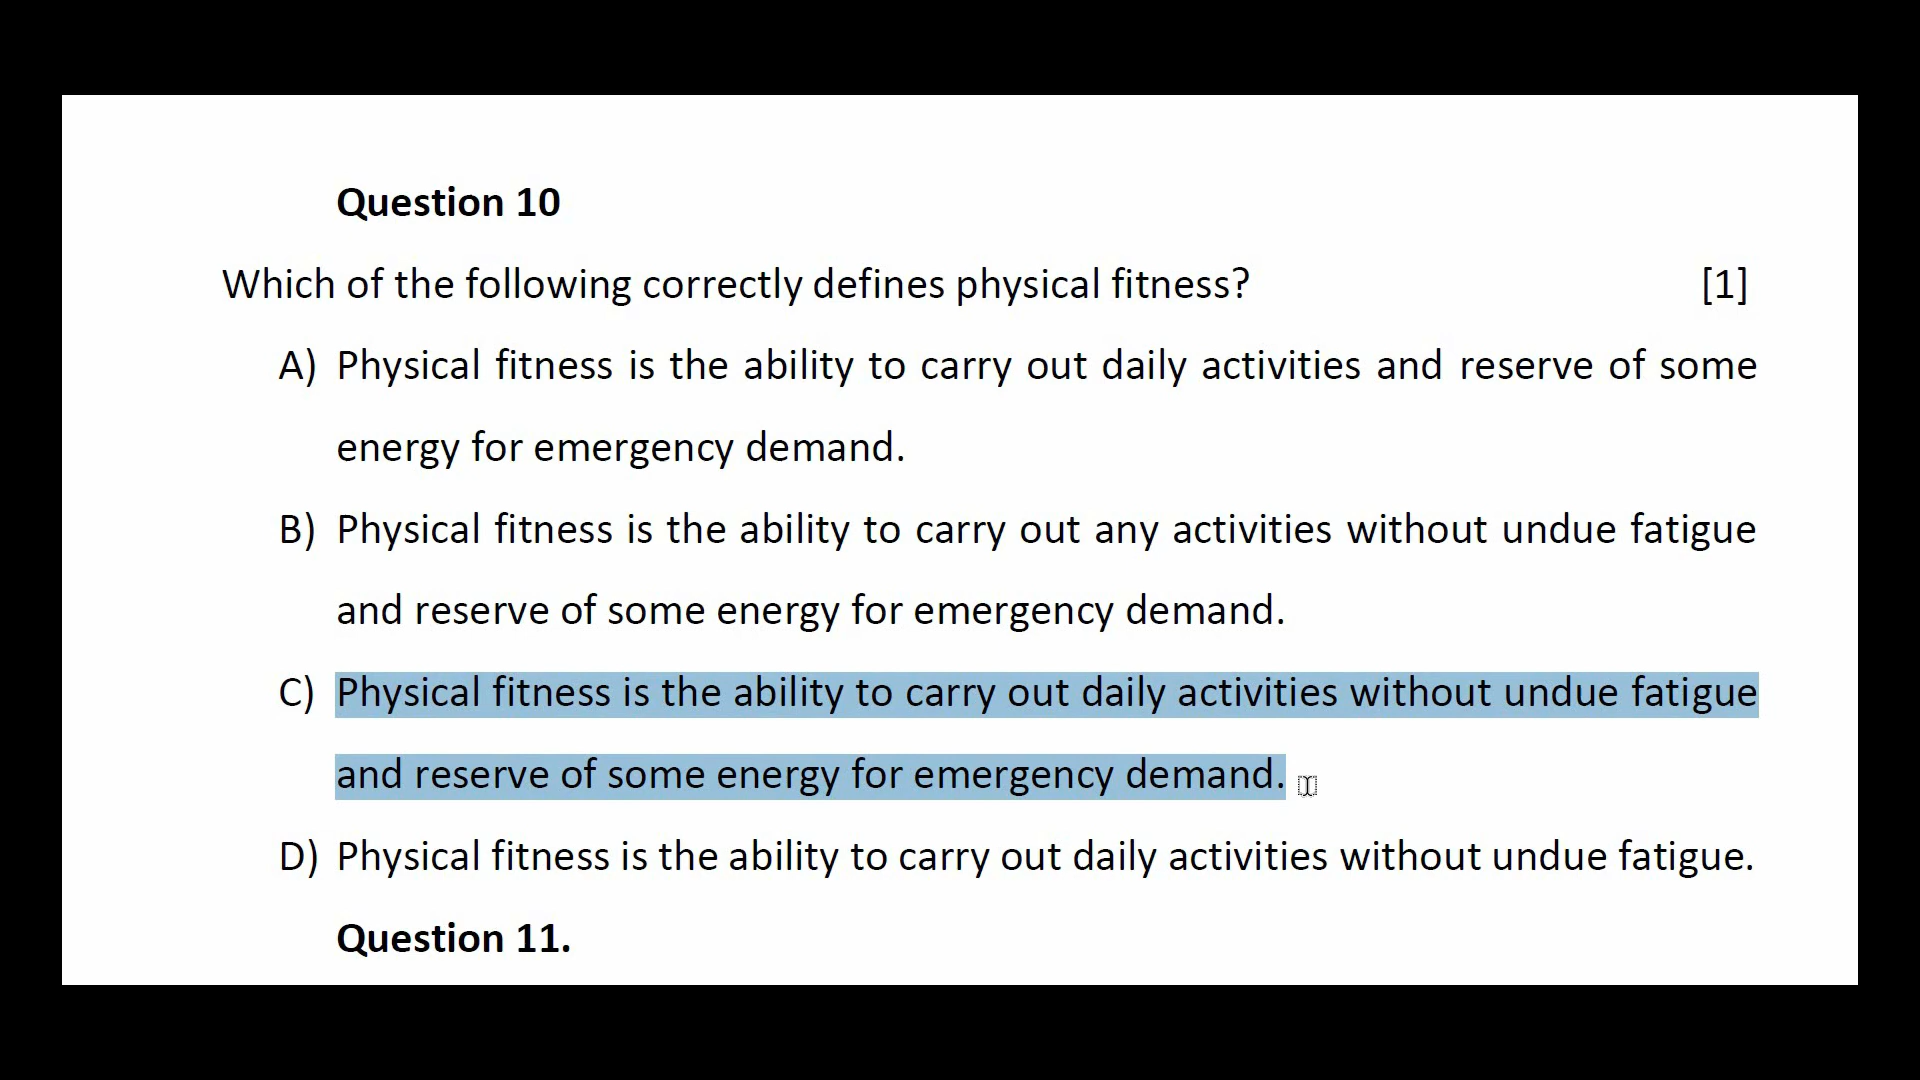 Question 10
Which of the following correctly defines physical fitness? [1]
A) Physical fitness is the ability to carry out daily activities and reserve of some
energy for emergency demand.
B) Physical fitness is the ability to carry out any activities without undue fatigue
and reserve of some energy for emergency demand.
C) Physical fitness is the ability to carry out daily activities without undue fatigue
and reserve of some energy for emergency demand.
D) Physical fitness is the ability to carry out daily activities without undue fatigue.
Question 11.